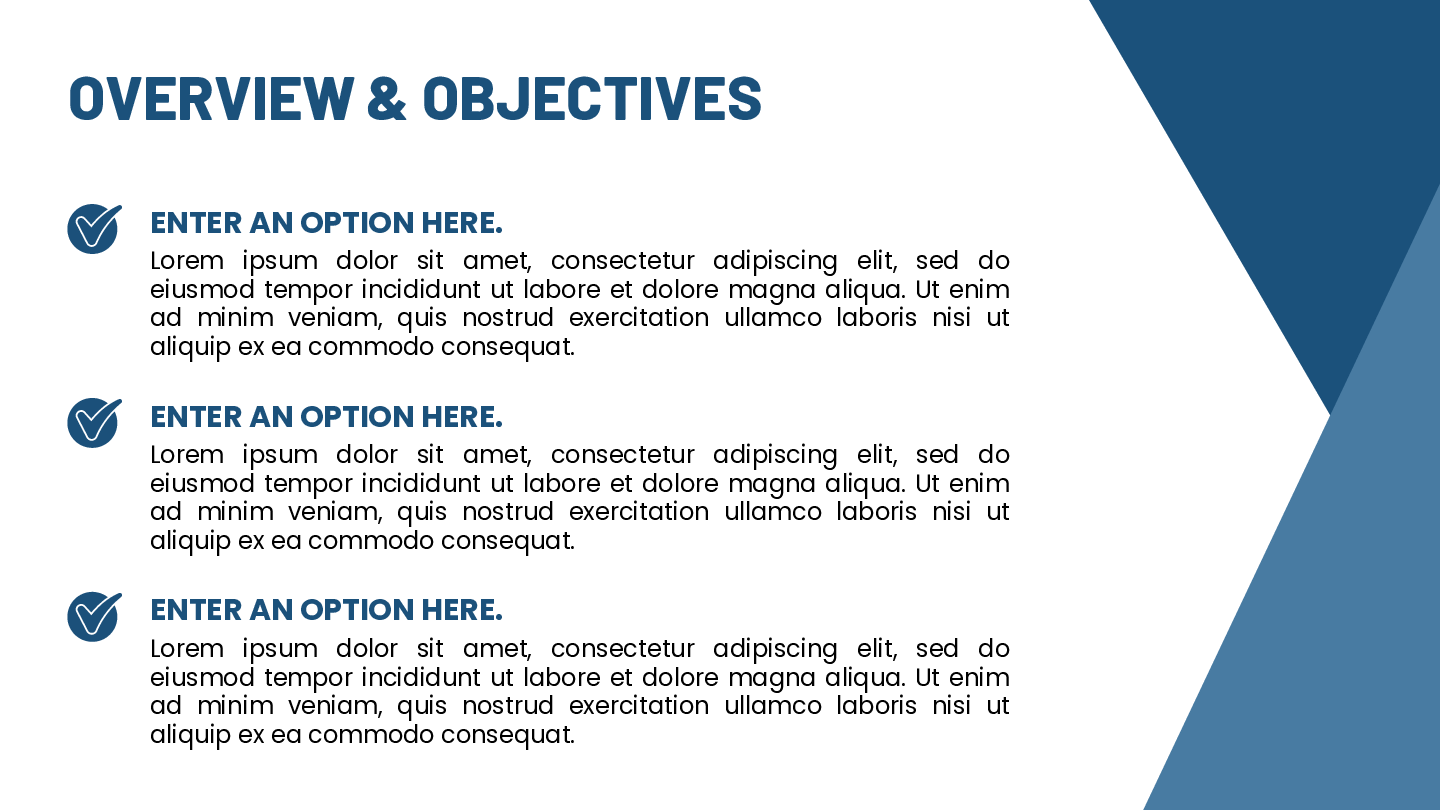 OVERVIEW & OBJECTIVES
ENTER AN OPTION HERE.
Lorem ipsum dolor sit amet, consectetur adipiscing elit, sed do
eiusmod tempor incididunt ut labore et dolore magna aliqua. Ut enim
ad minim veniam, quis nostrud exercitation ullamco laboris nisi ut
aliquip ex ea commodo consequat.
ENTER AN OPTION HERE.
Lorem ipsum dolor sit amet, consectetur adipiscing elit, sed do
eiusmod tempor incididunt ut labore et dolore magna aliqua. Ut enim
ad minim veniam, quis nostrud exercitation ullamco laboris nisi ut
aliquip ex ea commodo consequat.
ENTER AN OPTION HERE.
Lorem ipsum dolor sit amet, consectetur adipiscing elit, sed do
eiusmod tempor incididunt ut labore et dolore magna aliqua. Ut enim
ad minim veniam, quis nostrud exercitation ullamco laboris nisi ut
aliquip ex ea commodo consequat.